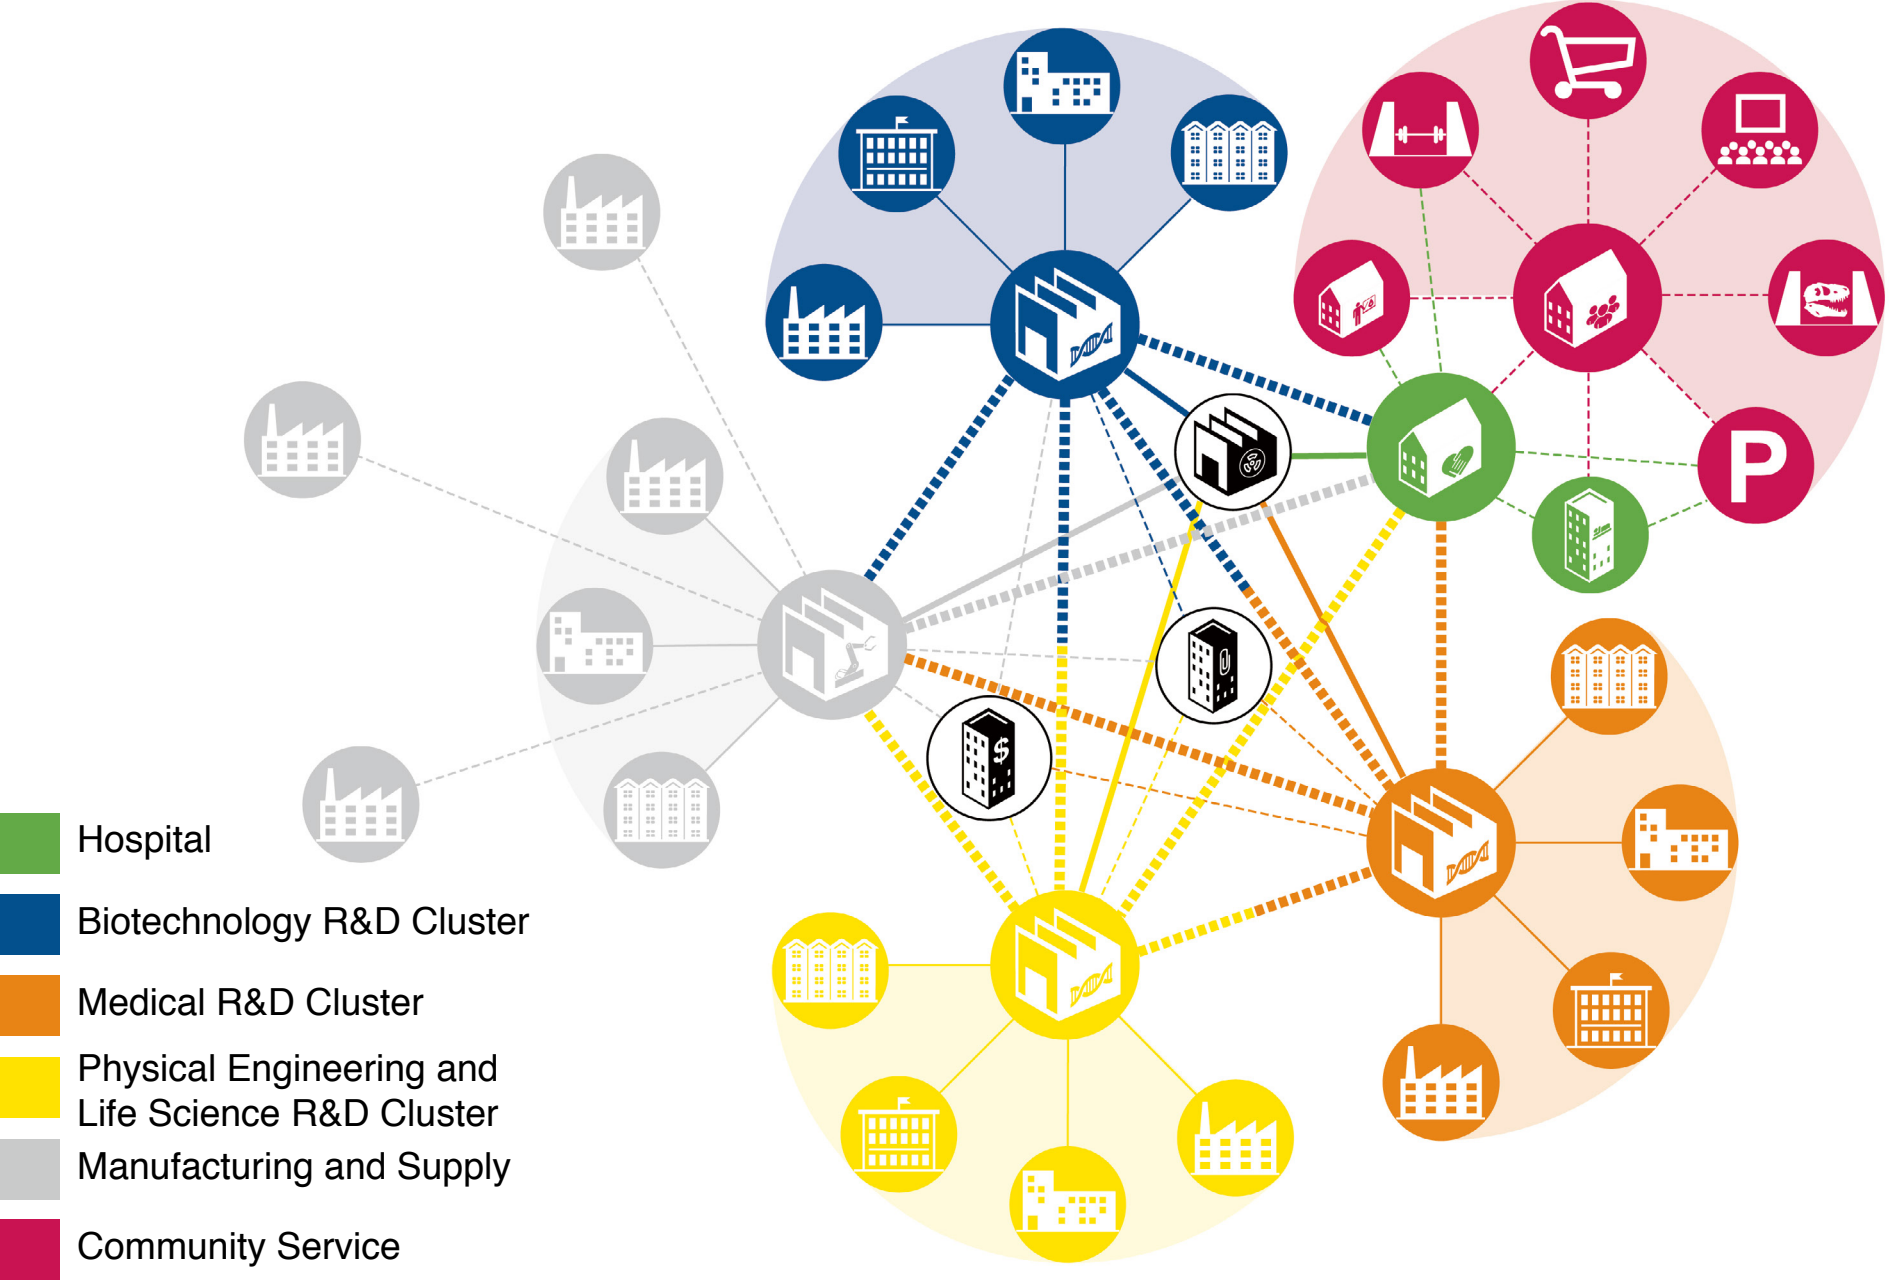 P
$
Hospital
Biotechnology R&D Cluster
Medical R&D Cluster
Physical Engineering and
Life Science R&D Cluster
Manufacturing and Supply
Community Service